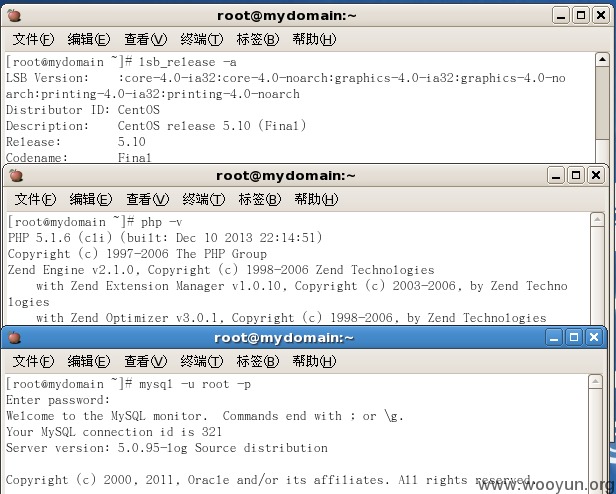 root@mydomain:~
文件(F) 编辑(E) 查看(V) 终端(T) 标签(B) 帮助(H)
[root@mydomain ~]# lsb_release -a
LSB Version:    :core-4.0-ia32:core-4.0-noarch:graphics-4.0-ia32:graphics-4.0-no
arch:printing-4.0-ia32:printing-4.0-noarch
Distributor ID: CentOS
Description:    CentOS release 5.10 (Final)
Release:        5.10
Codename:       Final
root@mydomain:~
文件(F) 编辑(E) 查看(V) 终端(T) 标签(B) 帮助(H)
[root@mydomain ~]# php -v
PHP 5.1.6 (cli) (built: Dec 10 2013 22:14:51)
Copyright (c) 1997-2006 The PHP Group
Zend Engine v2.1.0, Copyright (c) 1998-2006 Zend Technologies
    with Zend Extension Manager v1.0.10, Copyright (c) 2003-2006, by Zend Techno
logies
    with Zend Optimizer v3.0.1, Copyright (c) 1998-2006, by Zend Technologies
root@mydomain:~
文件(F) 编辑(E) 查看(V) 终端(T) 标签(B) 帮助(H)
[root@mydomain ~]# mysql -u root -p
Enter password:
Welcome to the MySQL monitor.  Commands end with ; or \g.
Your MySQL connection id is 321
Server version: 5.0.95-log Source distribution
Copyright (c) 2000, 2011, Oracle and/or its affiliates. All rights reserved.
www.wooyun.org